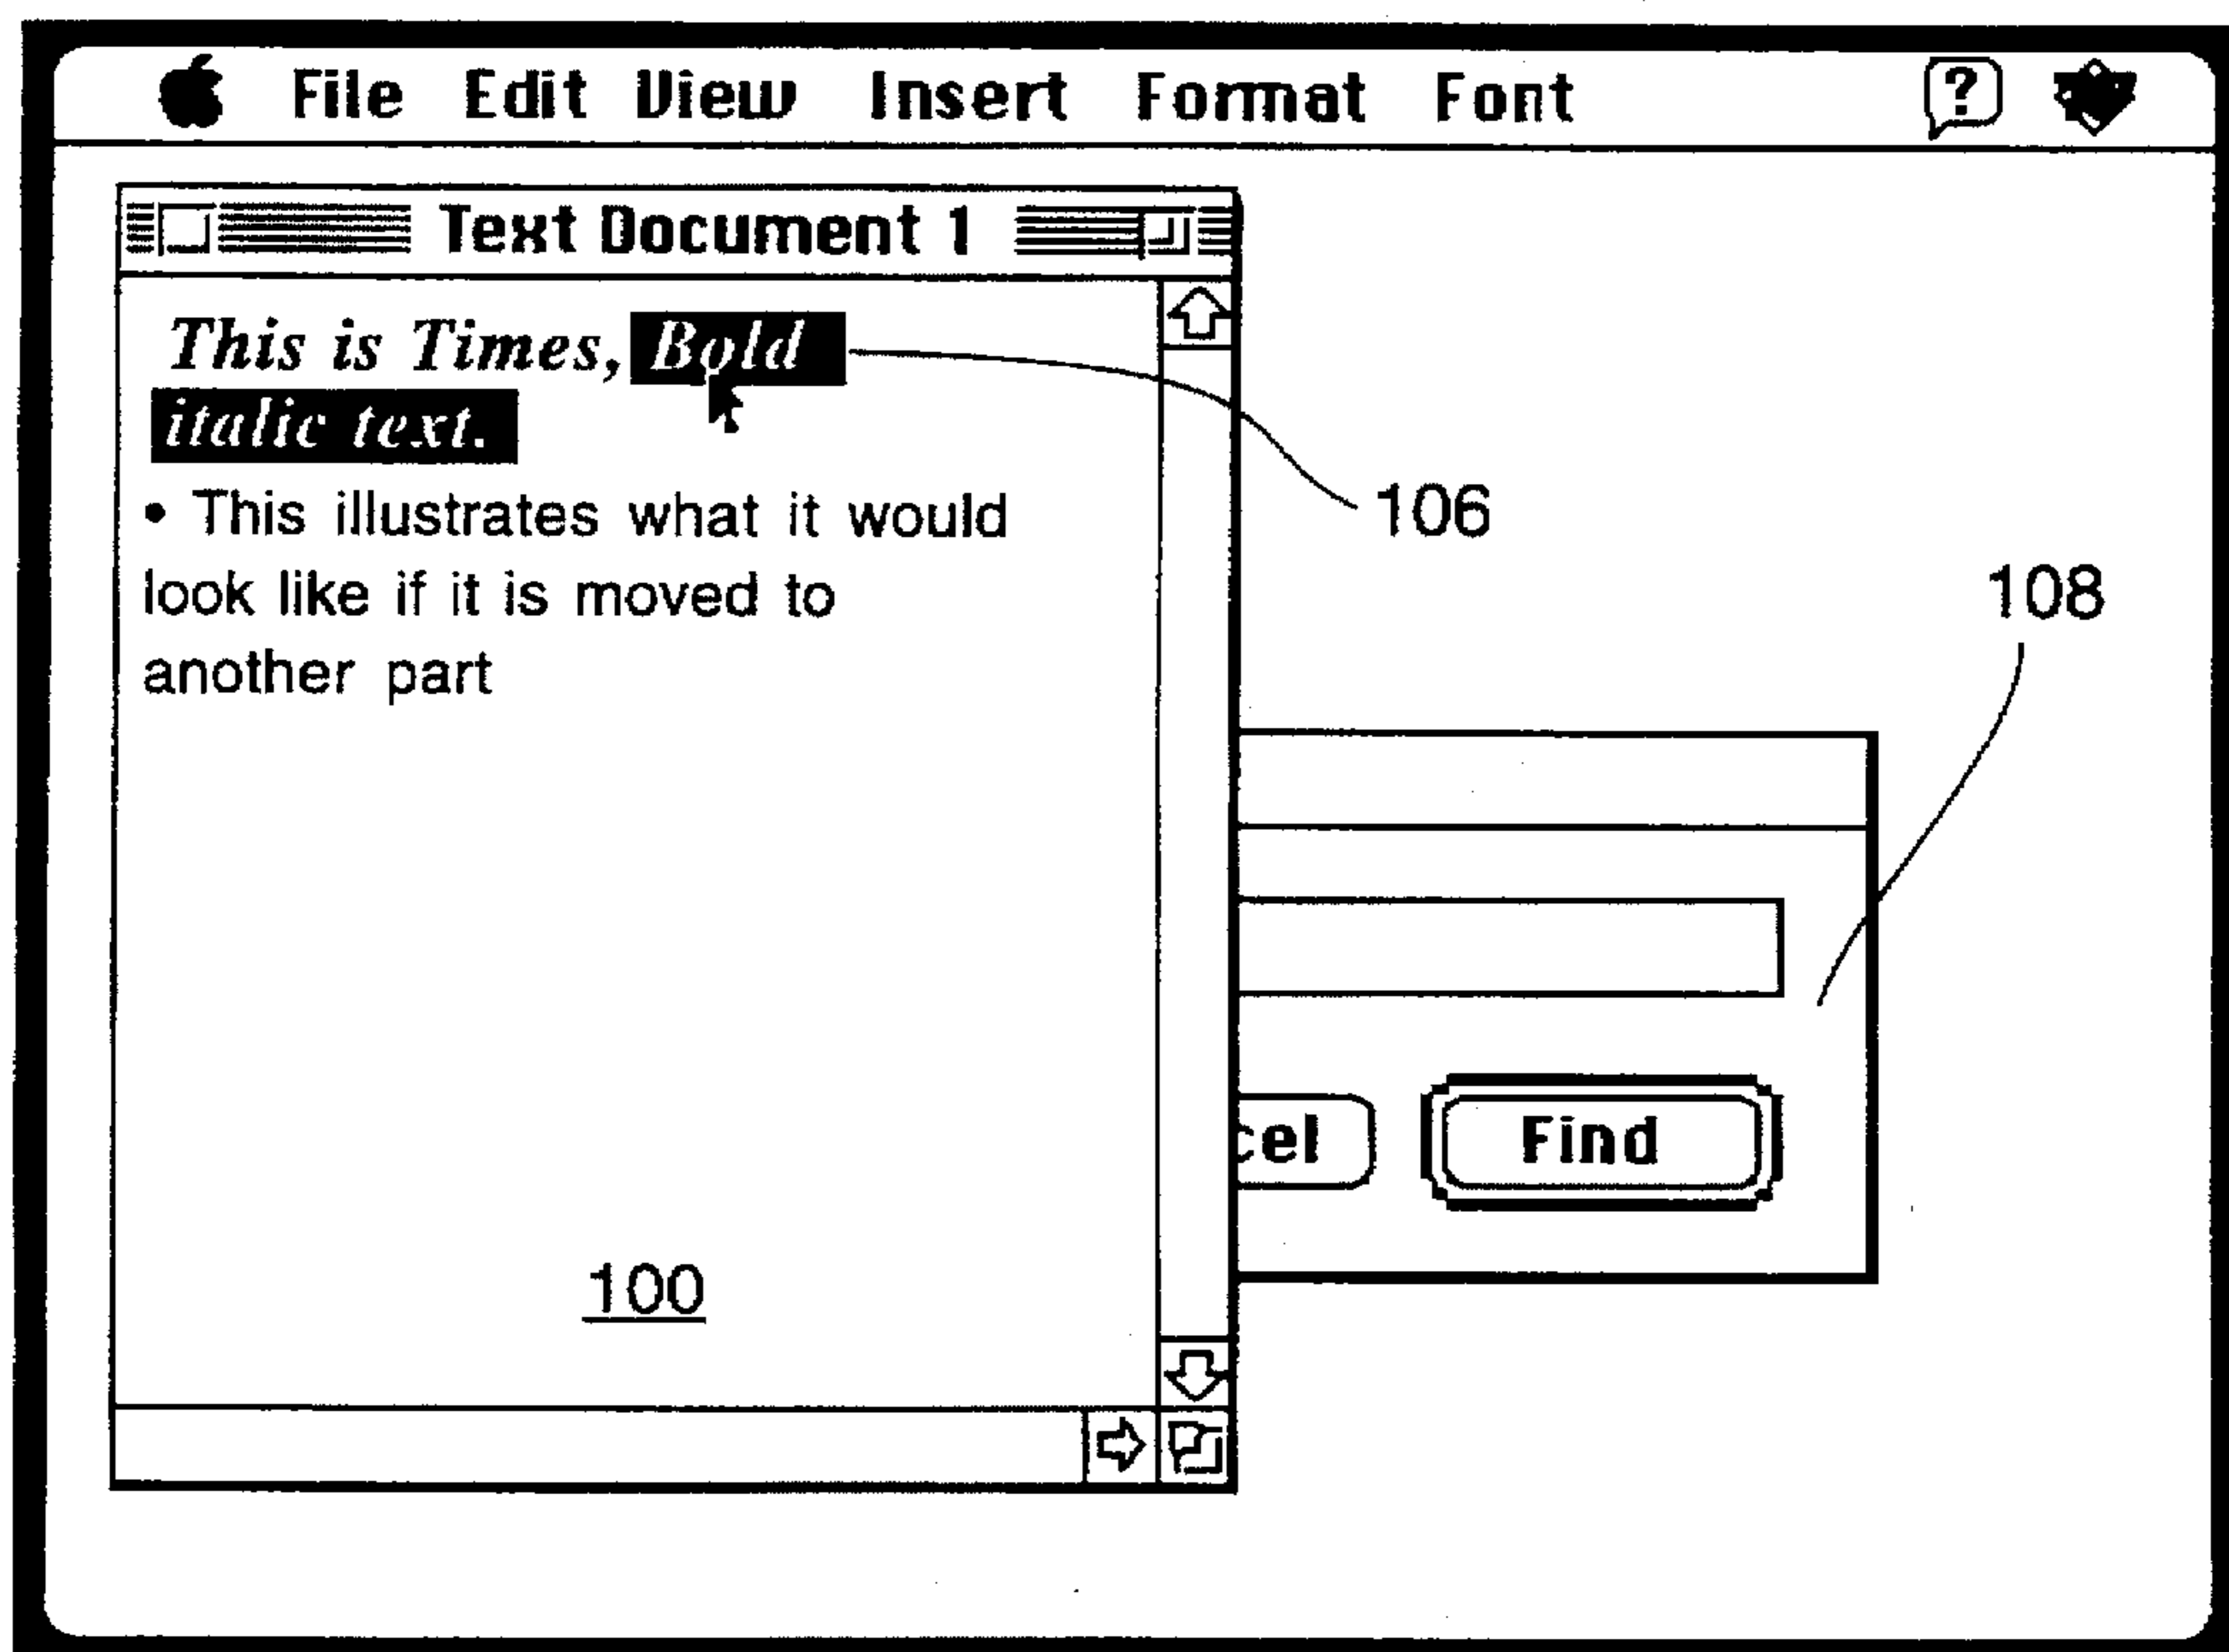 File Edit View Insert Format Font ?
Text Document 1
This is Times, Bold
italic text.
• This illustrates what it would
look like if it is moved to
another part
106
108
cel Find
100